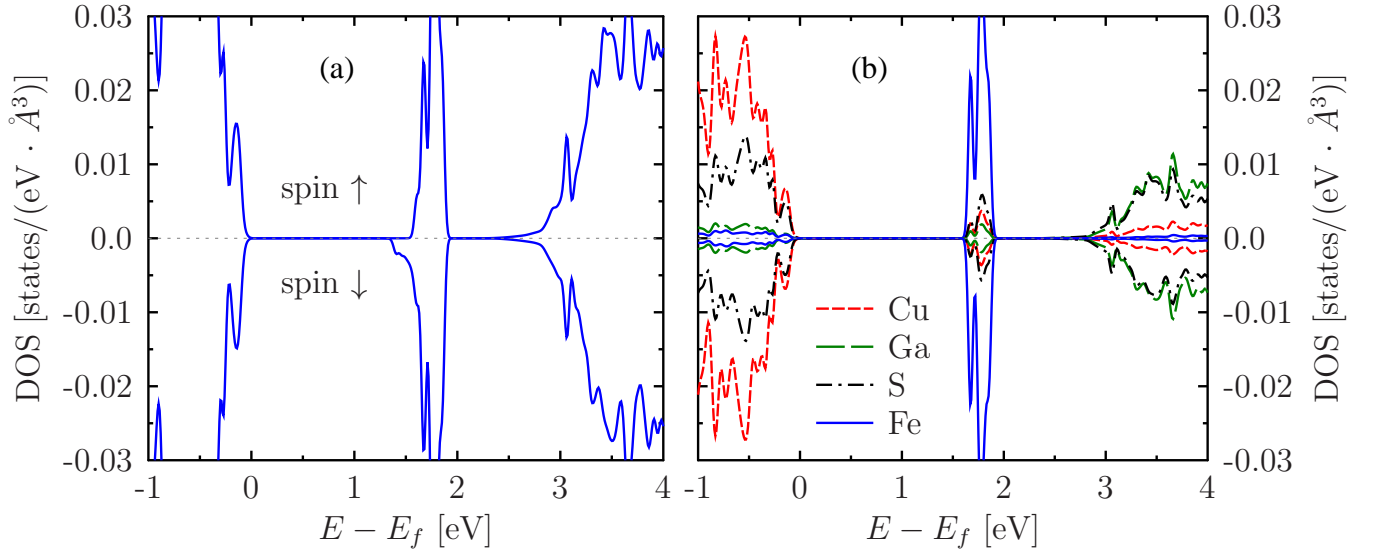 0.03
0.02
0.01
0.0
-0.01
-0.02
-0.03
DOS [states/(eV · Å³)]
(a)
spin ↑
spin ↓
-1 0 1 2 3 4
E − E_f [eV]
(b)
Cu
Ga
S
Fe
-1 0 1 2 3 4
E − E_f [eV]
0.03
0.02
0.01
0.0
-0.01
-0.02
-0.03
DOS [states/(eV · Å³)]